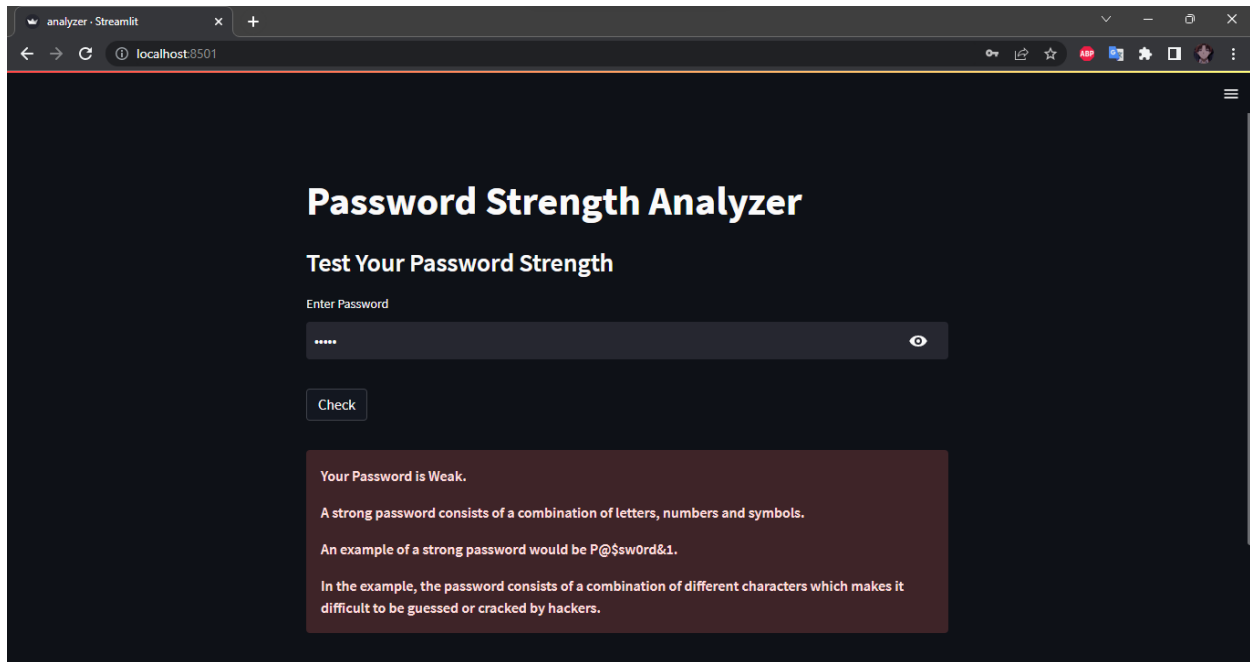 analyzer · Streamlit
localhost:8501
ABP
Password Strength Analyzer
Test Your Password Strength
Enter Password
•••••
Check
Your Password is Weak.
A strong password consists of a combination of letters, numbers and symbols.
An example of a strong password would be P@$sw0rd&1.
In the example, the password consists of a combination of different characters which makes it
difficult to be guessed or cracked by hackers.